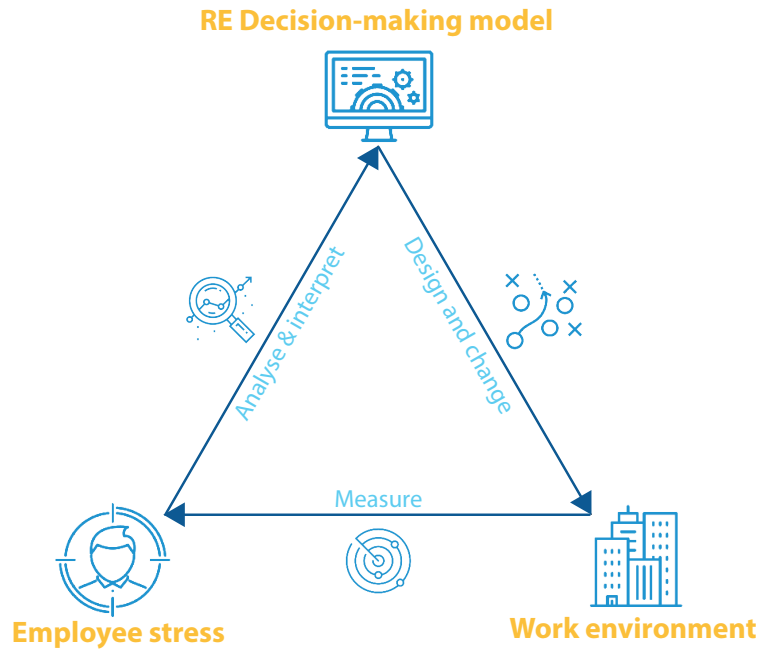 RE Decision-making model
Analyse & interpret
Design and change
Measure
Employee stress
Work environment